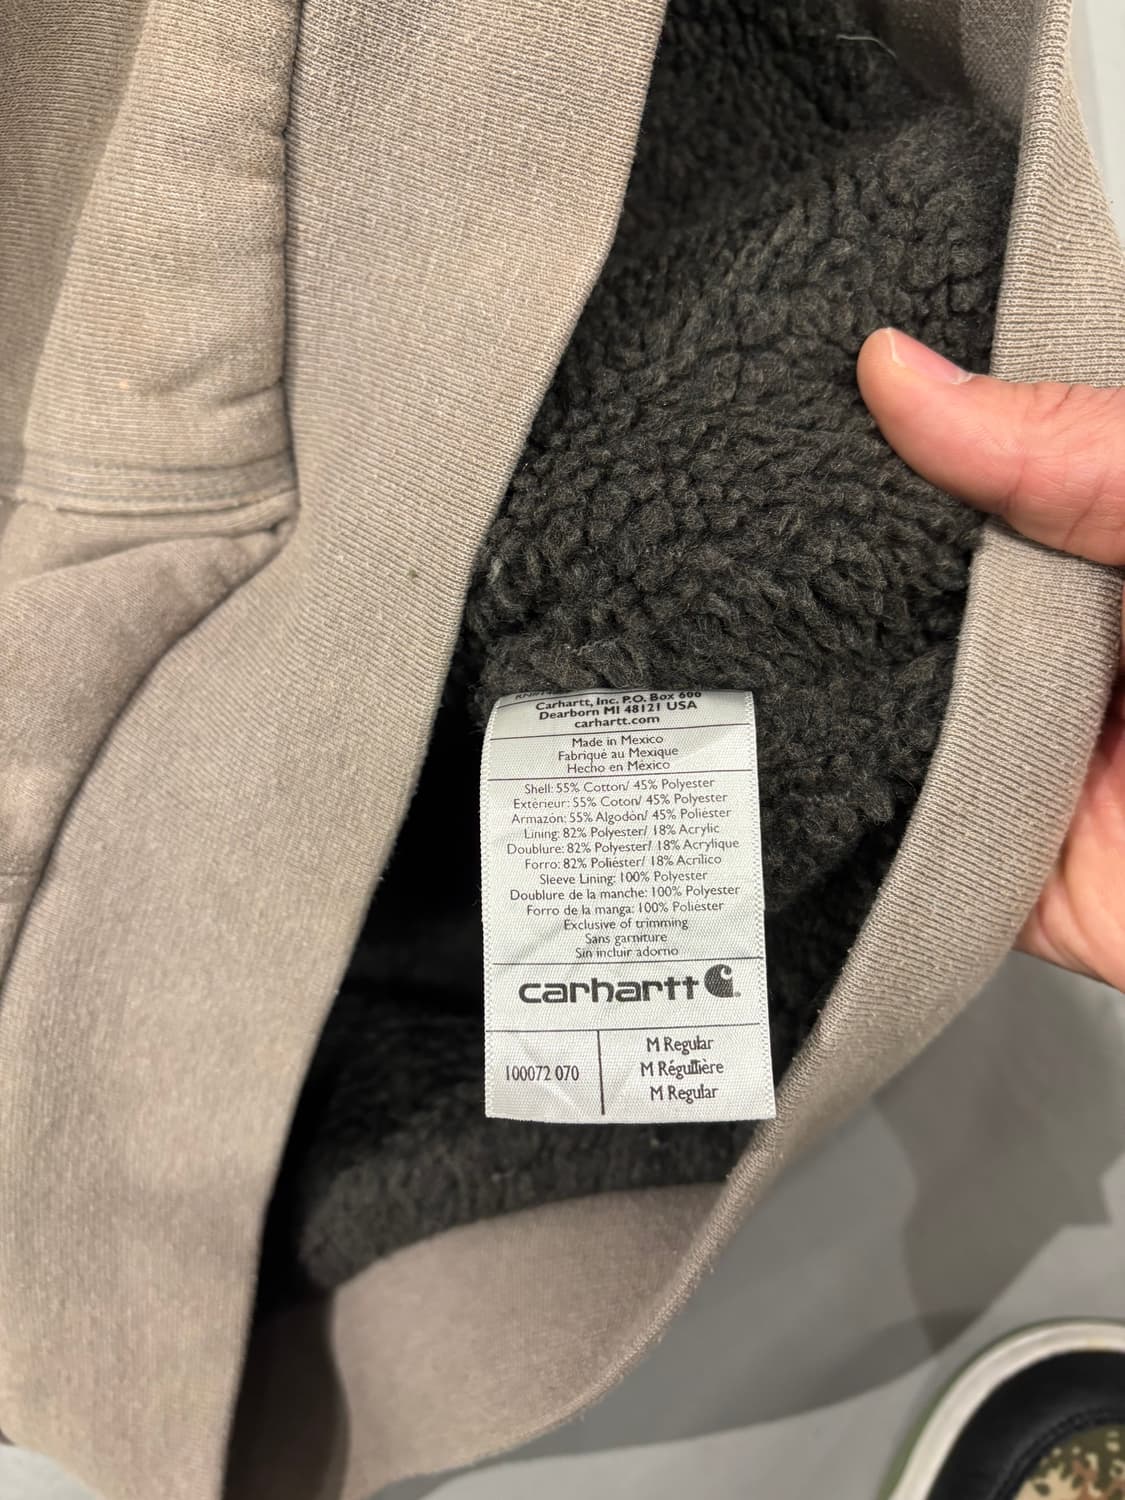 Carhartt, Inc. P.O. Box 600
Dearborn MI 48121 USA
carhartt.com
Made in Mexico
Fabriqué au Mexique
Hecho en México
Shell: 55% Cotton/ 45% Polyester
Extérieur: 55% Coton/ 45% Polyester
Armazón: 55% Algodón/ 45% Poliéster
Lining: 82% Polyester/ 18% Acrylic
Doublure: 82% Polyester/ 18% Acrylique
Forro: 82% Poliéster/ 18% Acrílico
Sleeve Lining: 100% Polyester
Doublure de la manche: 100% Polyester
Forro de la manga: 100% Poliéster
Exclusive of trimming
Sans garniture
Sin incluir adorno
carhartt
100072 070
M Regular
M Régullière
M Regular